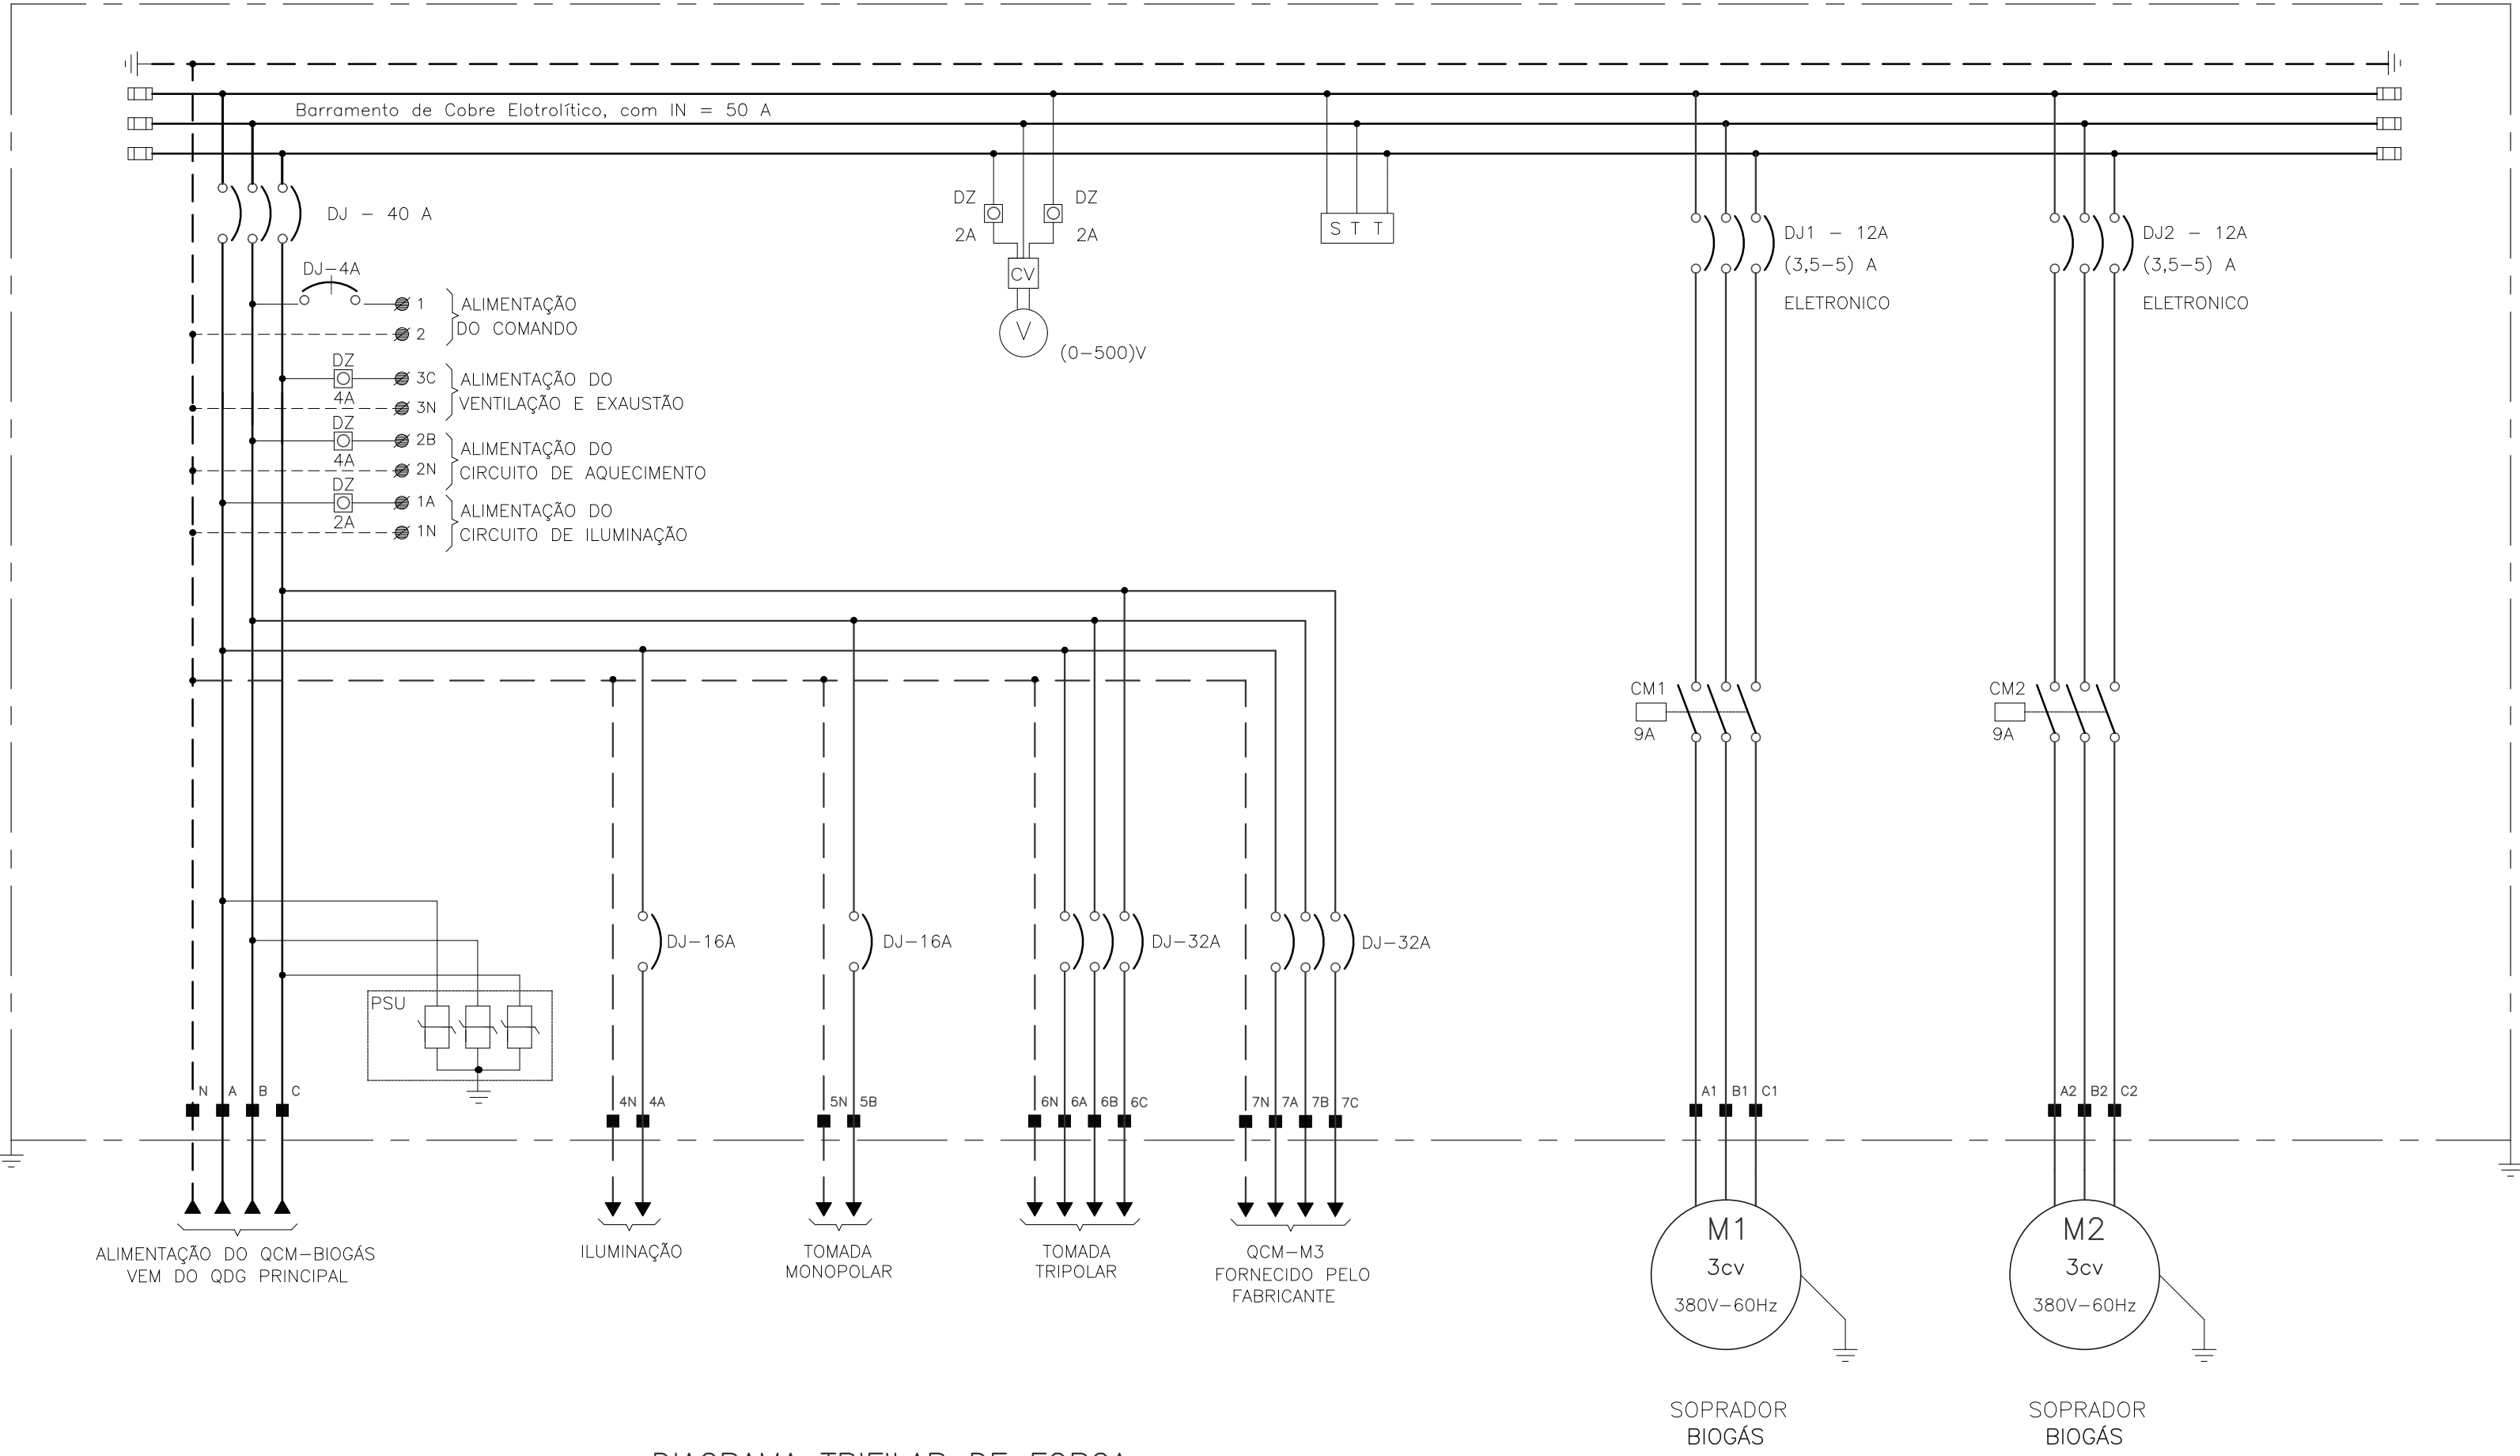 Barramento de Cobre Elotrolítico, com IN = 50 A
DJ - 40 A
DJ-4A
1
2
ALIMENTAÇÃO
DO COMANDO
DZ
4A
3C
3N
ALIMENTAÇÃO DO
VENTILAÇÃO E EXAUSTÃO
DZ
4A
2B
2N
ALIMENTAÇÃO DO
CIRCUITO DE AQUECIMENTO
DZ
2A
1A
1N
ALIMENTAÇÃO DO
CIRCUITO DE ILUMINAÇÃO
DZ
2A
DZ
2A
CV
V
(0-500)V
S T T
DJ1 - 12A
(3,5-5) A
ELETRONICO
DJ2 - 12A
(3,5-5) A
ELETRONICO
CM1
9A
CM2
9A
PSU
DJ-16A
DJ-16A
DJ-32A
DJ-32A
N A B C
4N 4A
5N 5B
6N 6A 6B 6C
7N 7A 7B 7C
A1 B1 C1
A2 B2 C2
ALIMENTAÇÃO DO QCM-BIOGÁS
VEM DO QDG PRINCIPAL
ILUMINAÇÃO
TOMADA
MONOPOLAR
TOMADA
TRIPOLAR
QCM-M3
FORNECIDO PELO
FABRICANTE
M1
3cv
380V-60Hz
M2
3cv
380V-60Hz
SOPRADOR
BIOGÁS
SOPRADOR
BIOGÁS
DIAGRAMA TRIFILAR DE FORÇA